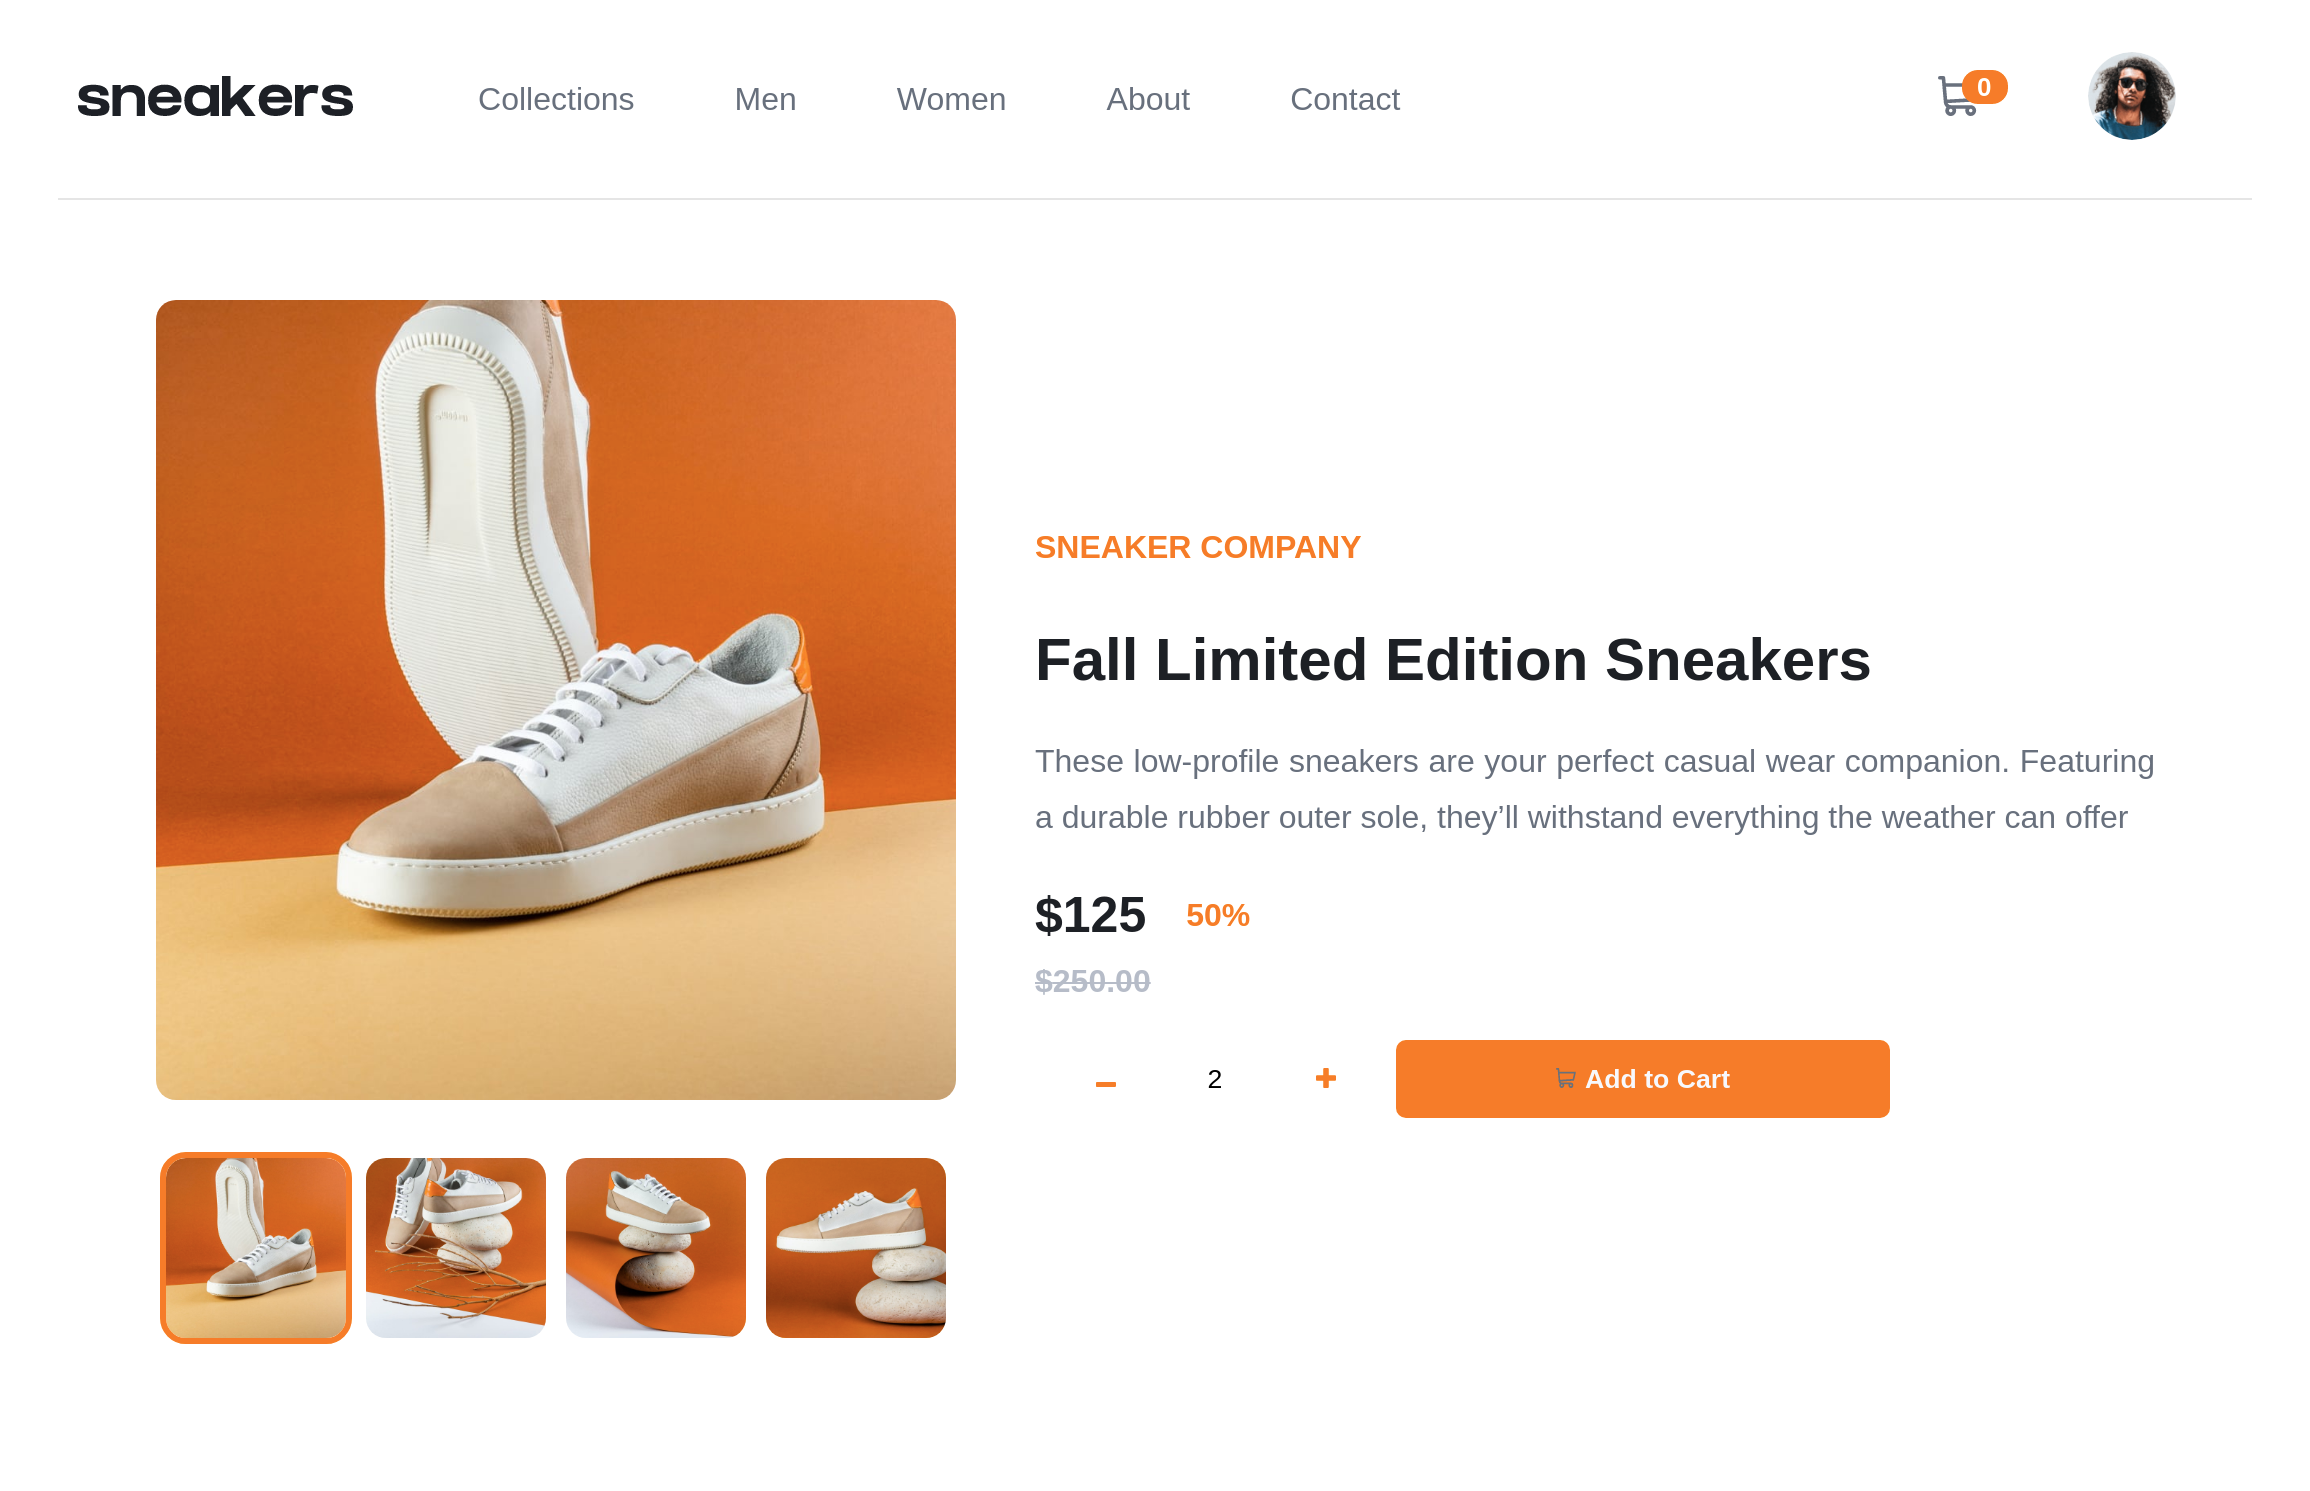 sneakers
Collections Men Women About Contact
0
SNEAKER COMPANY
Fall Limited Edition Sneakers
These low-profile sneakers are your perfect casual wear companion. Featuring
a durable rubber outer sole, they’ll withstand everything the weather can offer
$125 50%
$250.00
2 Add to Cart